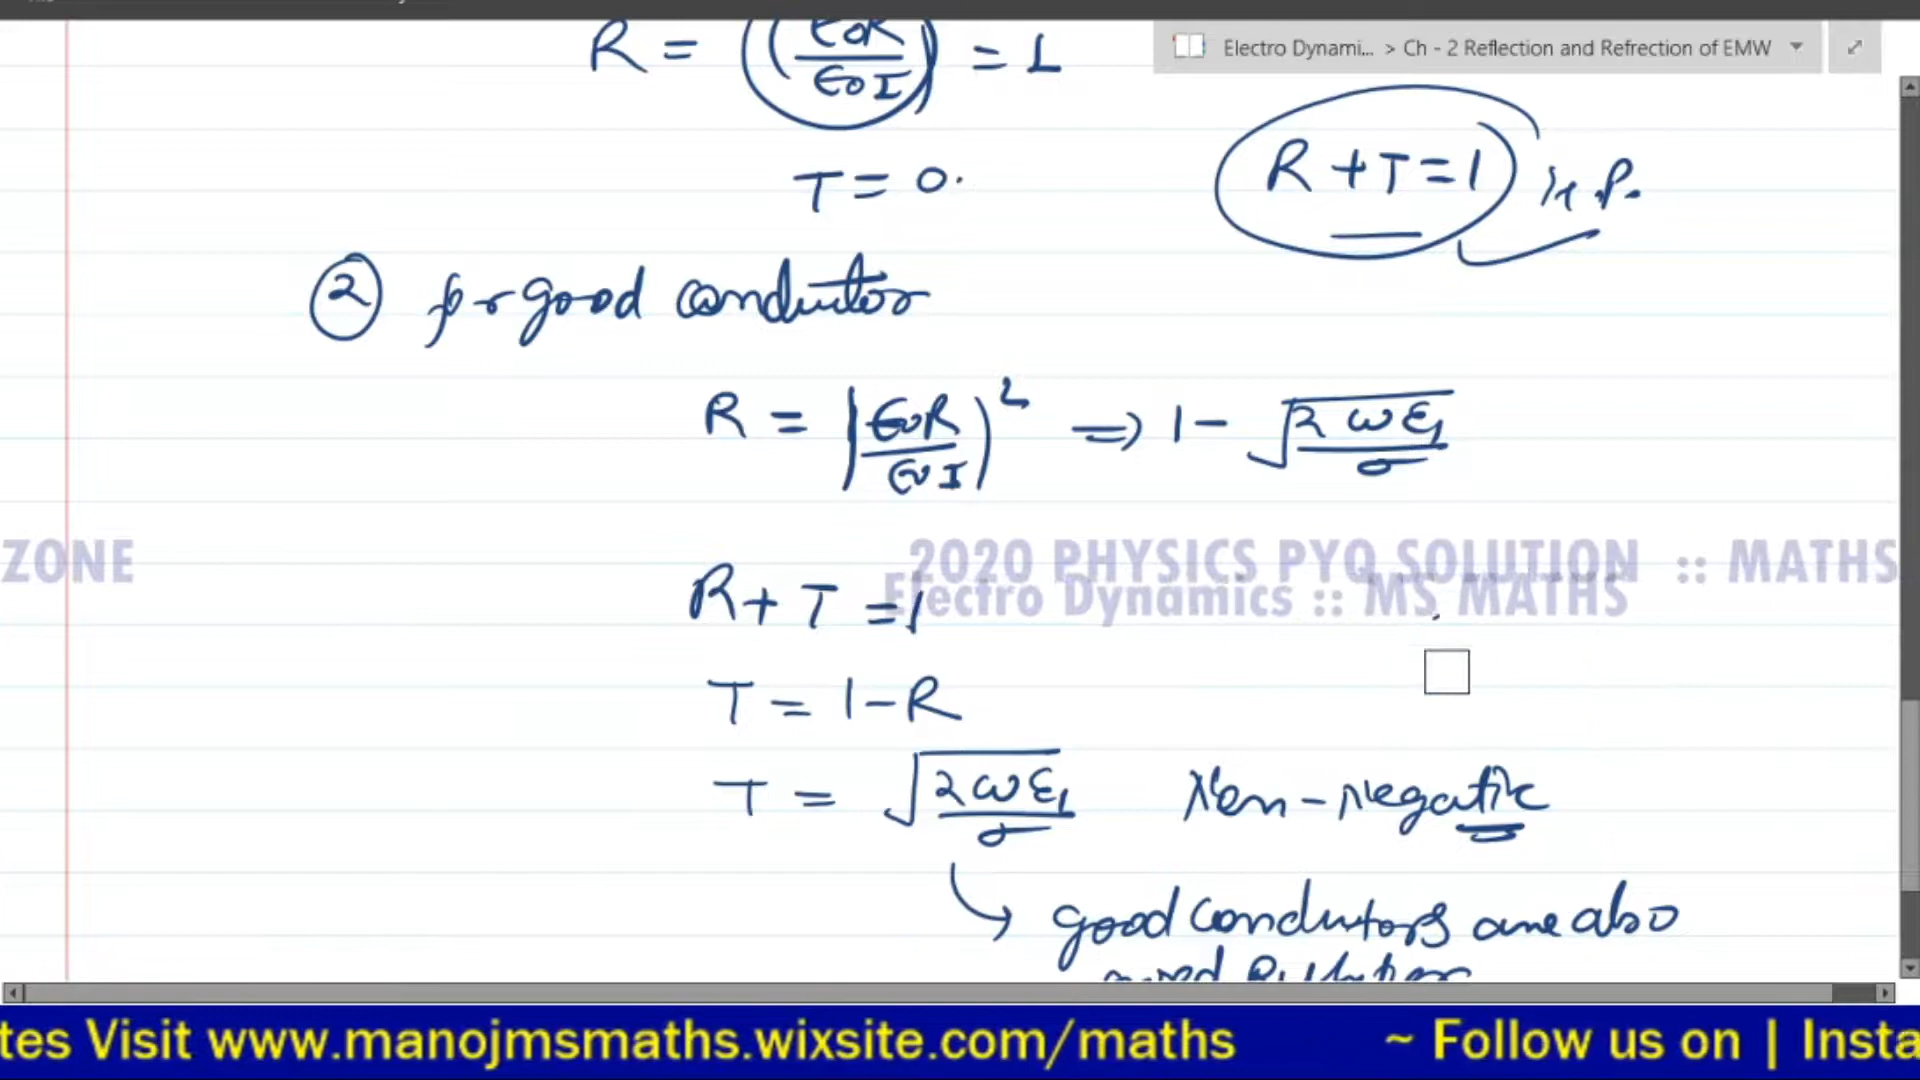 Electro Dynami... > Ch - 2 Reflection and Refrection of EMW
R = (E0R/E0I) = 1
R + T = 1
T = 0.
② for good conductor
R = |E0R/E0I|² ⇒ 1 - √(2ωε₁/σ)
ZONE
2020 PHYSICS PYQ SOLUTION :: MATHS
Electro Dynamics :: MS MATHS
R + T = 1
T = 1 - R
T = √(2ωε₁/σ) Non-negative
↳ good conductors are also
good
tes Visit www.manojmsmaths.wixsite.com/maths ~ Follow us on | Insta